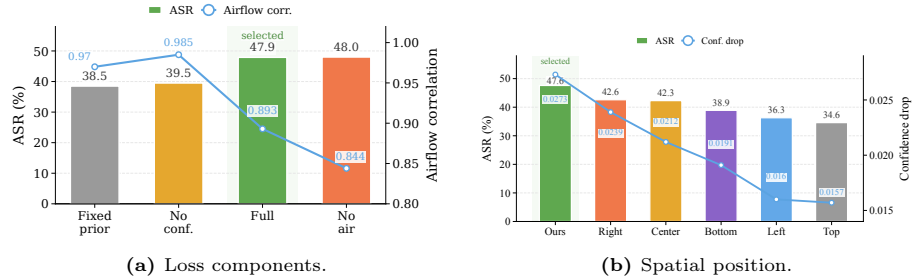 ASR Airflow corr.
selected
0.97
0.985
47.9
48.0
38.5
39.5
0.893
0.844
ASR (%)
50
40
30
20
10
0
1.00
0.95
0.90
0.85
0.80
Airflow correlation
Fixed prior
No conf.
Full
No air
(a) Loss components.
ASR Conf. drop
selected
47.6
42.6
42.3
38.9
36.3
34.6
0.0273
0.0239
0.0212
0.0191
0.016
0.0157
ASR (%)
50
40
30
20
10
0
0.025
0.020
0.015
Confidence drop
Ours Right Center Bottom Left Top
(b) Spatial position.